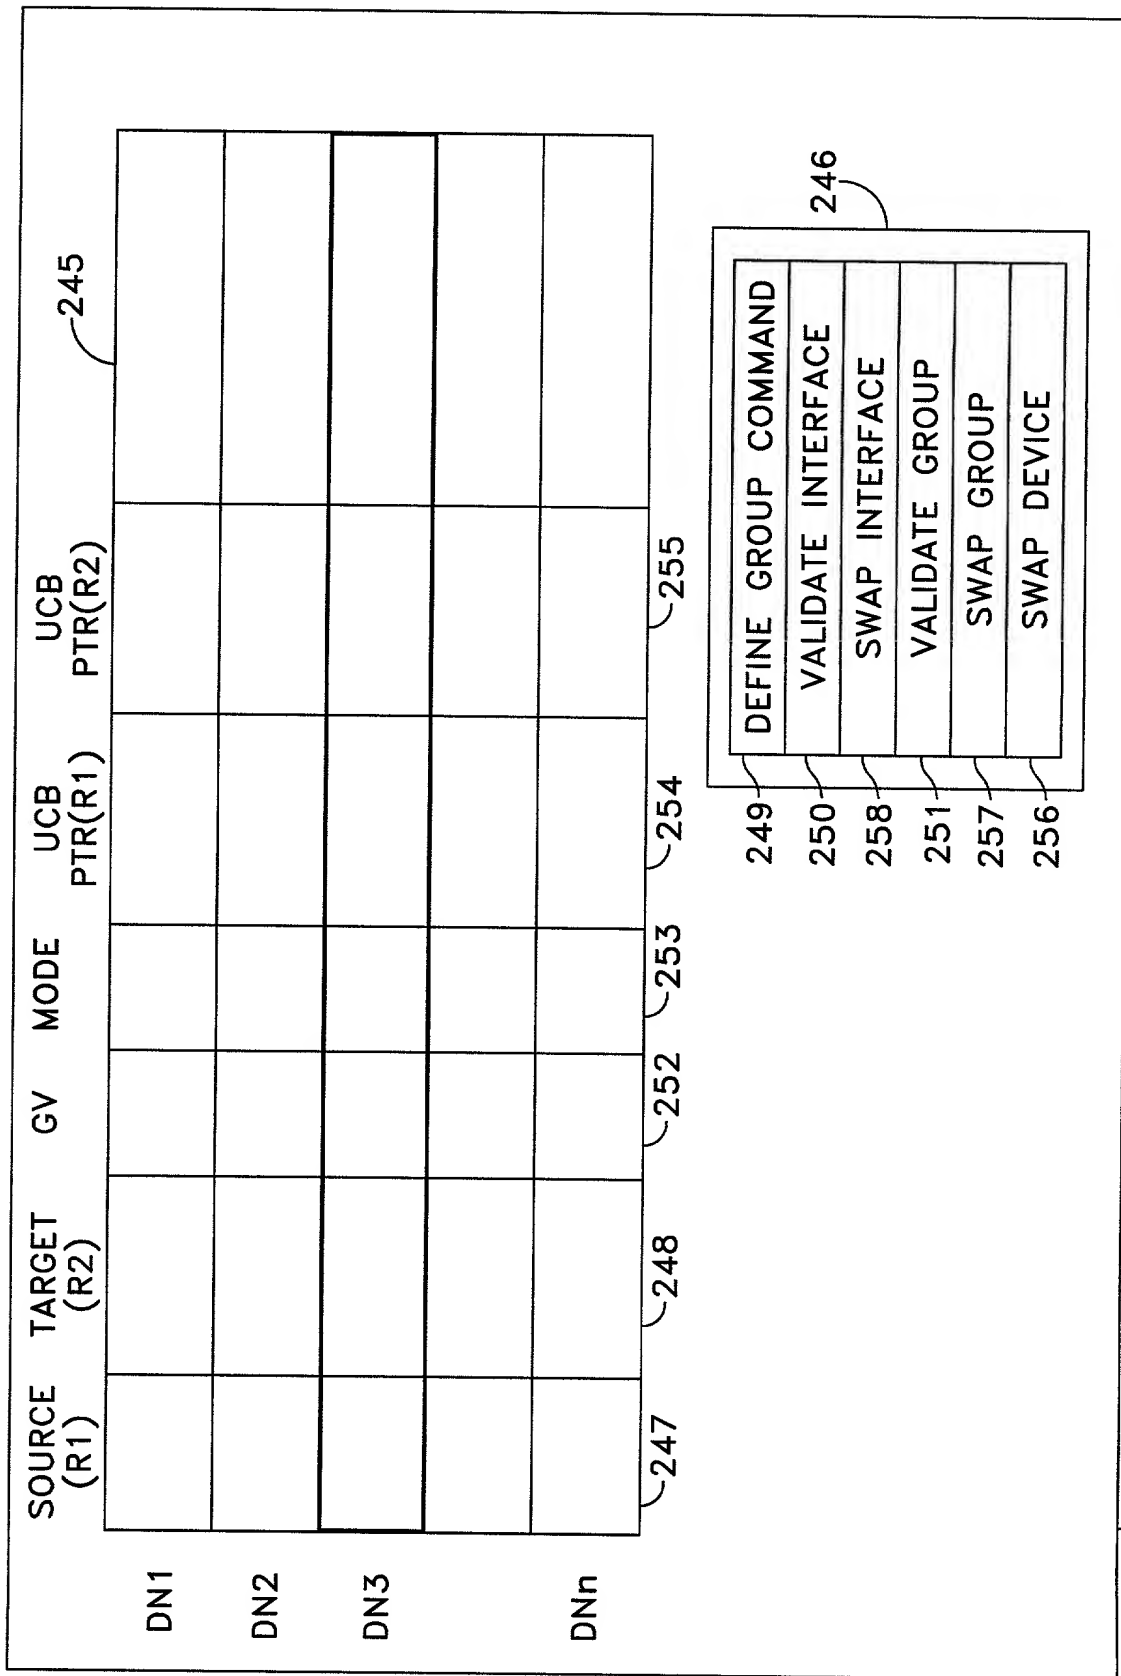 SOURCE
(R1)
TARGET
(R2)
GV
MODE
UCB
PTR(R1)
UCB
PTR(R2)
245
DN1
DN2
DN3
DNn
247
248
252
253
254
255
246
249
DEFINE GROUP COMMAND
250
VALIDATE INTERFACE
258
SWAP INTERFACE
251
VALIDATE GROUP
257
SWAP GROUP
256
SWAP DEVICE